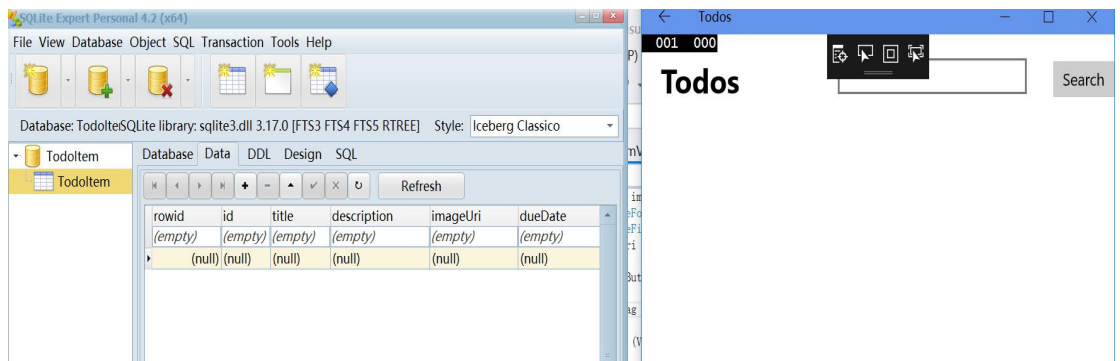 SQLite Expert Personal 4.2 (x64)
File View Database Object SQL Transaction Tools Help
Database: TodoIte SQLite library: sqlite3.dll 3.17.0 [FTS3 FTS4 FTS5 RTREE] Style: Iceberg Classico
TodoItem
TodoItem
Database Data DDL Design SQL
Refresh
rowid id title description imageUri dueDate
(empty) (empty) (empty) (empty) (empty) (empty)
(null) (null) (null) (null) (null) (null)
Todos
001 000
Todos
Search